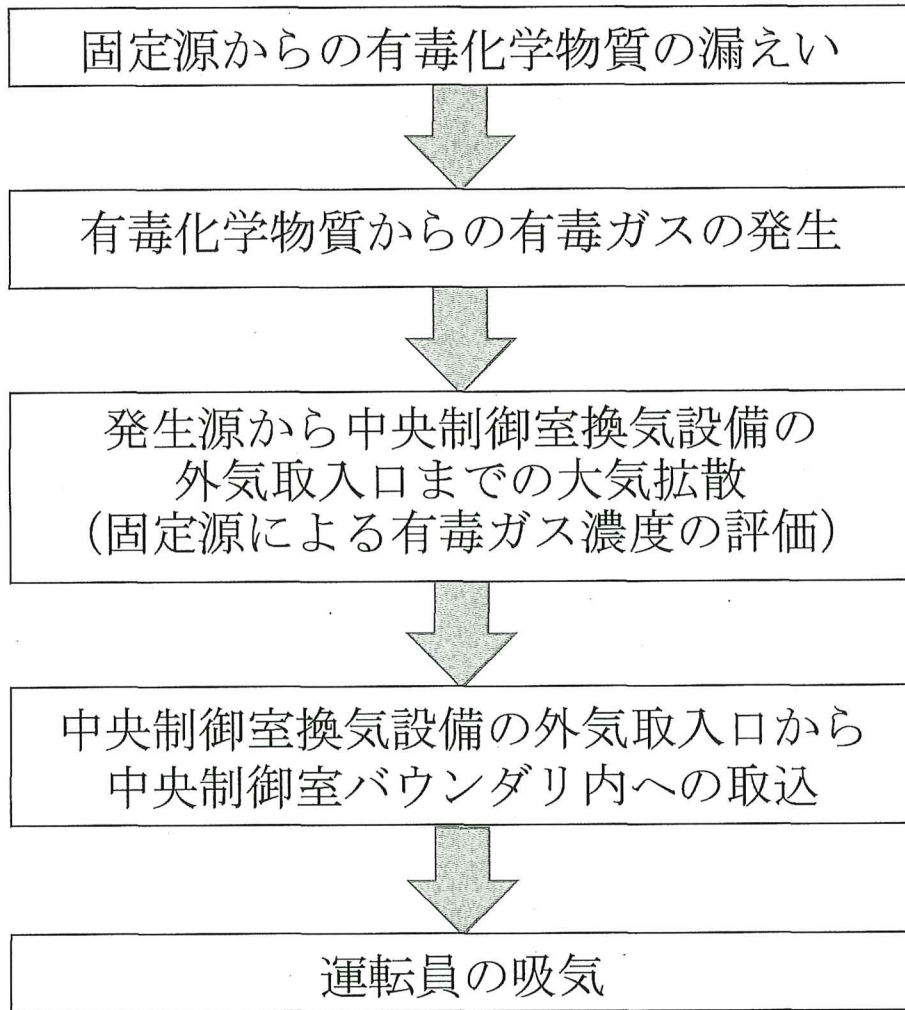 固定源からの有毒化学物質の漏えい
有毒化学物質からの有毒ガスの発生
発生源から中央制御室換気設備の
外気取入口までの大気拡散
(固定源による有毒ガス濃度の評価)
中央制御室換気設備の外気取入口から
中央制御室バウンダリ内への取込
運転員の吸気